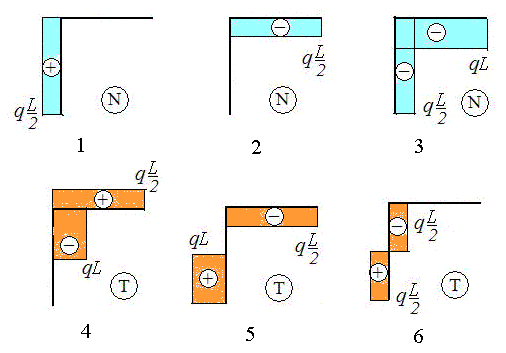 + q L/2 N
1
− q L/2 N
2
− qL − q L/2 N
3
q L/2 + − qL T
4
qL + − q L/2 T
5
− q L/2 + q L/2 T
6